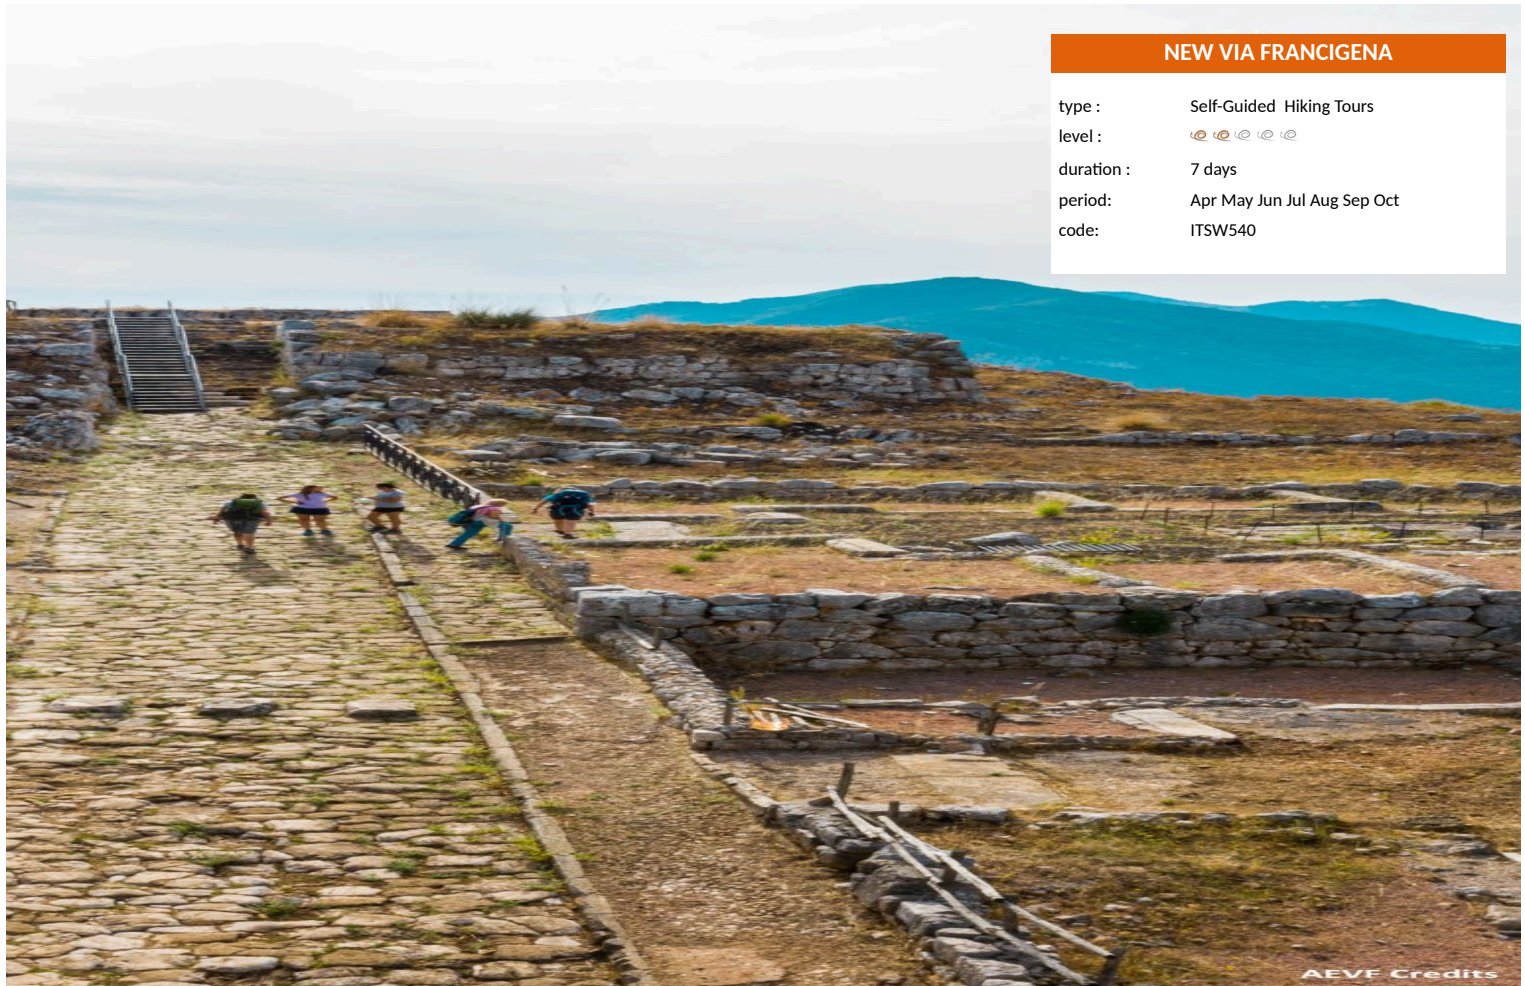 NEW VIA FRANCIGENA
type : Self-Guided Hiking Tours
level :
duration : 7 days
period: Apr May Jun Jul Aug Sep Oct
code: ITSW540
AEVF Credits